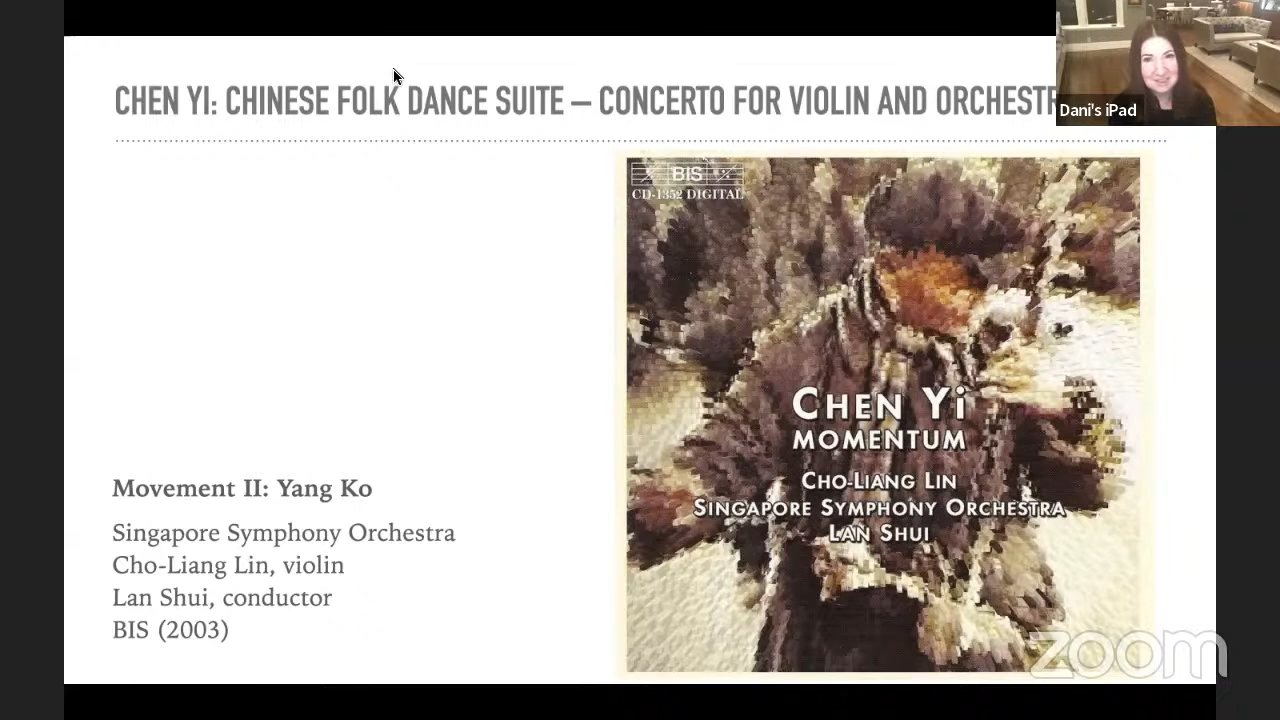 CHEN YI: CHINESE FOLK DANCE SUITE – CONCERTO FOR VIOLIN AND ORCHESTR
Dani's iPad
BIS
CD-1352 DIGITAL
CHEN YI
MOMENTUM
CHO-LIANG LIN
SINGAPORE SYMPHONY ORCHESTRA
LAN SHUI
Movement II: Yang Ko
Singapore Symphony Orchestra
Cho-Liang Lin, violin
Lan Shui, conductor
BIS (2003)
zoom